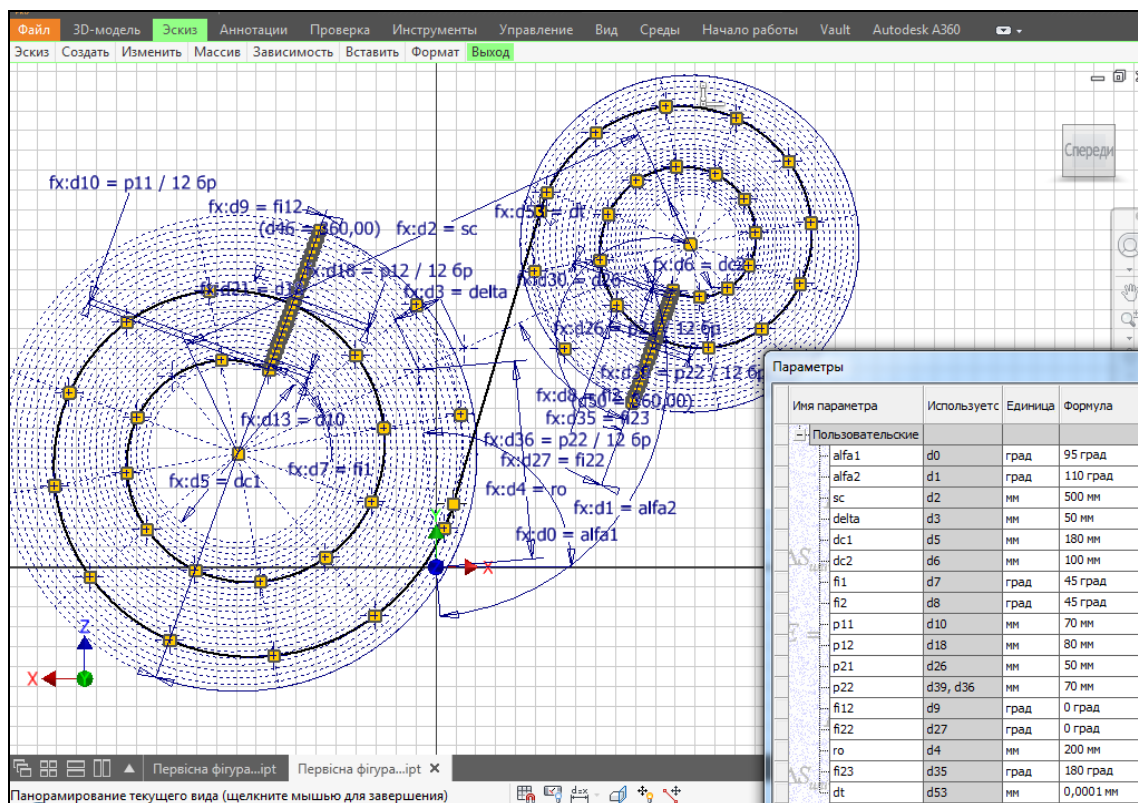 Файл 3D-модель Эскиз Аннотации Проверка Инструменты Управление Вид Среды Начало работы Vault Autodesk A360
Эскиз Создать Изменить Массив Зависимость Вставить Формат Выход
Спереди
fx:d10 = p11 / 12 бр
fx:d9 = fi12
(d46 = 360,00) fx:d2 = sc
fx:d53 = dt
fx:d18 = p12 / 12 бр
fx:d3 = delta
fx:d30 = d26
fx:d13 = d10
fx:d7 = fi1
fx:d5 = dc1
fx:d35 = fi23
fx:d36 = p22 / 12 бр
fx:d27 = fi22
fx:d4 = ro
fx:d1 = alfa2
fx:d0 = alfa1
Y
X
Z
X
Y
Параметры
Имя параметра Используетс Единица Формула
Пользовательские
alfa1 d0 град 95 град
alfa2 d1 град 110 град
sc d2 мм 500 мм
delta d3 мм 50 мм
dc1 d5 мм 180 мм
dc2 d6 мм 100 мм
fi1 d7 град 45 град
fi2 d8 град 45 град
p11 d10 мм 70 мм
p12 d18 мм 80 мм
p21 d26 мм 50 мм
p22 d39, d36 мм 70 мм
fi12 d9 град 0 град
fi22 d27 град 0 град
ro d4 мм 200 мм
fi23 d35 град 180 град
dt d53 мм 0,0001 мм
Первісна фігура...ipt Первісна фігура...ipt
Панорамирование текущего вида (щелкните мышью для завершения)